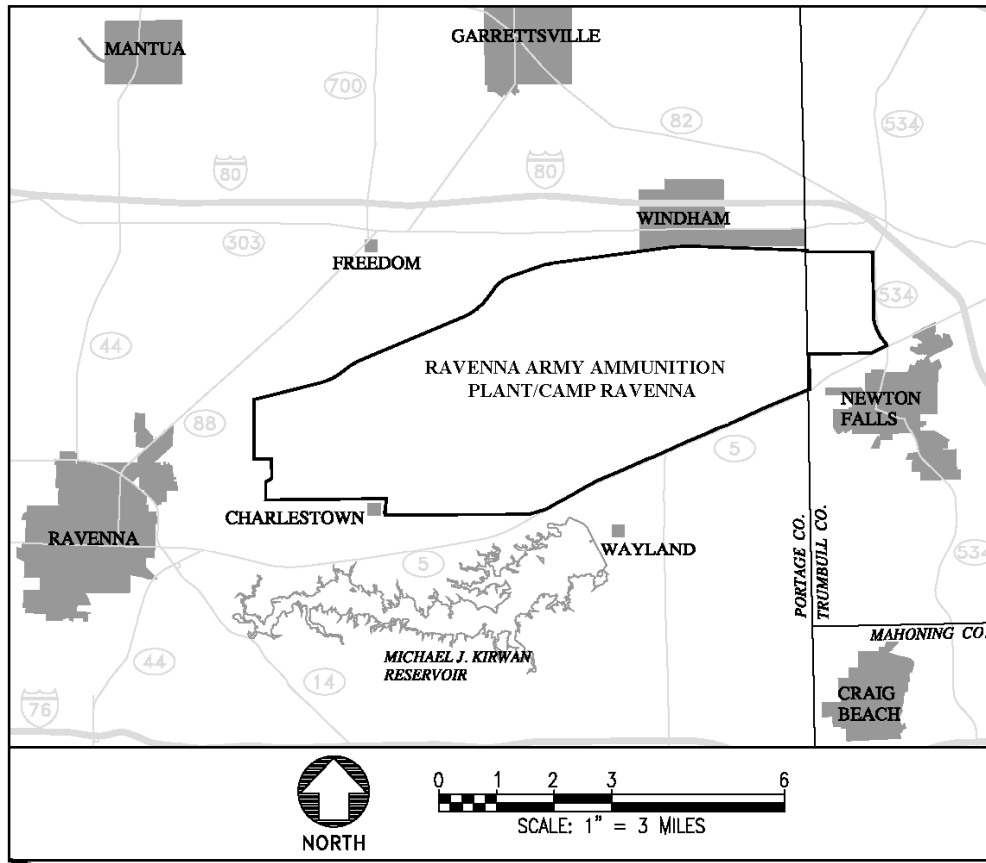 MANTUA
GARRETTSVILLE
700
82
534
80
80
WINDHAM
303
FREEDOM
534
44
RAVENNA ARMY AMMUNITION
PLANT/CAMP RAVENNA
NEWTON
FALLS
88
5
CHARLESTOWN
RAVENNA
WAYLAND
5
534
PORTAGE CO.
TRUMBULL CO.
MAHONING CO.
MICHAEL J. KIRWAN
RESERVOIR
44
14
76
CRAIG
BEACH
0 1 2 3 6
SCALE: 1" = 3 MILES
NORTH